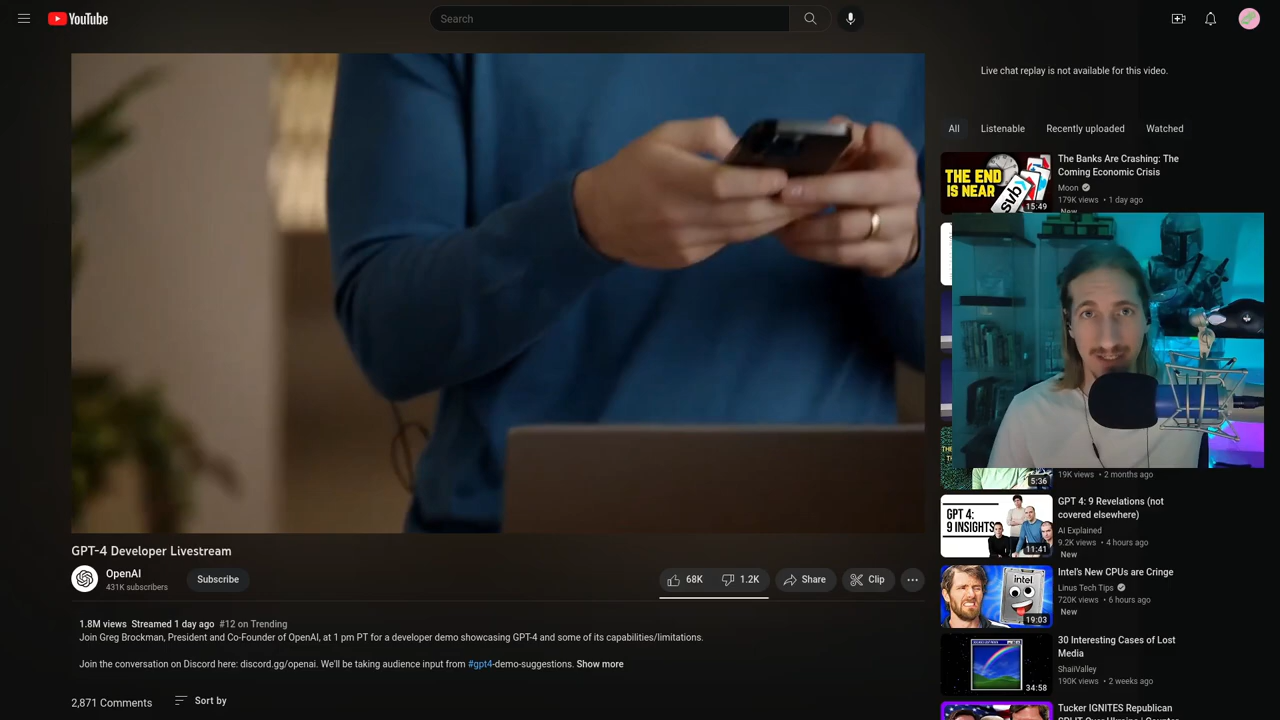 YouTube
Search
Live chat replay is not available for this video.
All
Listenable
Recently uploaded
Watched
THE END
IS NEAR
svb
15:49
The Banks Are Crashing: The
Coming Economic Crisis
Moon
179K views • 1 day ago
New
5:36
19K views • 2 months ago
GPT 4:
9 INSIGHTS
11:41
GPT 4: 9 Revelations (not
covered elsewhere)
AI Explained
9.2K views • 4 hours ago
New
intel
19:03
Intel's New CPUs are Cringe
Linus Tech Tips
720K views • 6 hours ago
New
34:58
30 Interesting Cases of Lost
Media
ShaiiValley
190K views • 2 weeks ago
Tucker IGNITES Republican
GPT-4 Developer Livestream
OpenAI
431K subscribers
Subscribe
68K
1.2K
Share
Clip
1.8M views Streamed 1 day ago #12 on Trending
Join Greg Brockman, President and Co-Founder of OpenAI, at 1 pm PT for a developer demo showcasing GPT-4 and some of its capabilities/limitations.
Join the conversation on Discord here: discord.gg/openai. We'll be taking audience input from #gpt4-demo-suggestions. Show more
2,871 Comments
Sort by